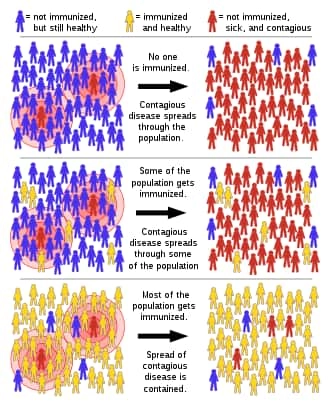 = not immunized, but still healthy
= immunized and healthy
= not immunized, sick, and contagious
No one
is immunized.
Contagious
disease spreads
through the
population.
Some of the
population gets
immunized.
Contagious
disease spreads
through some
of the population
Most of the
population gets
immunized.
Spread of
contagious
disease is
contained.